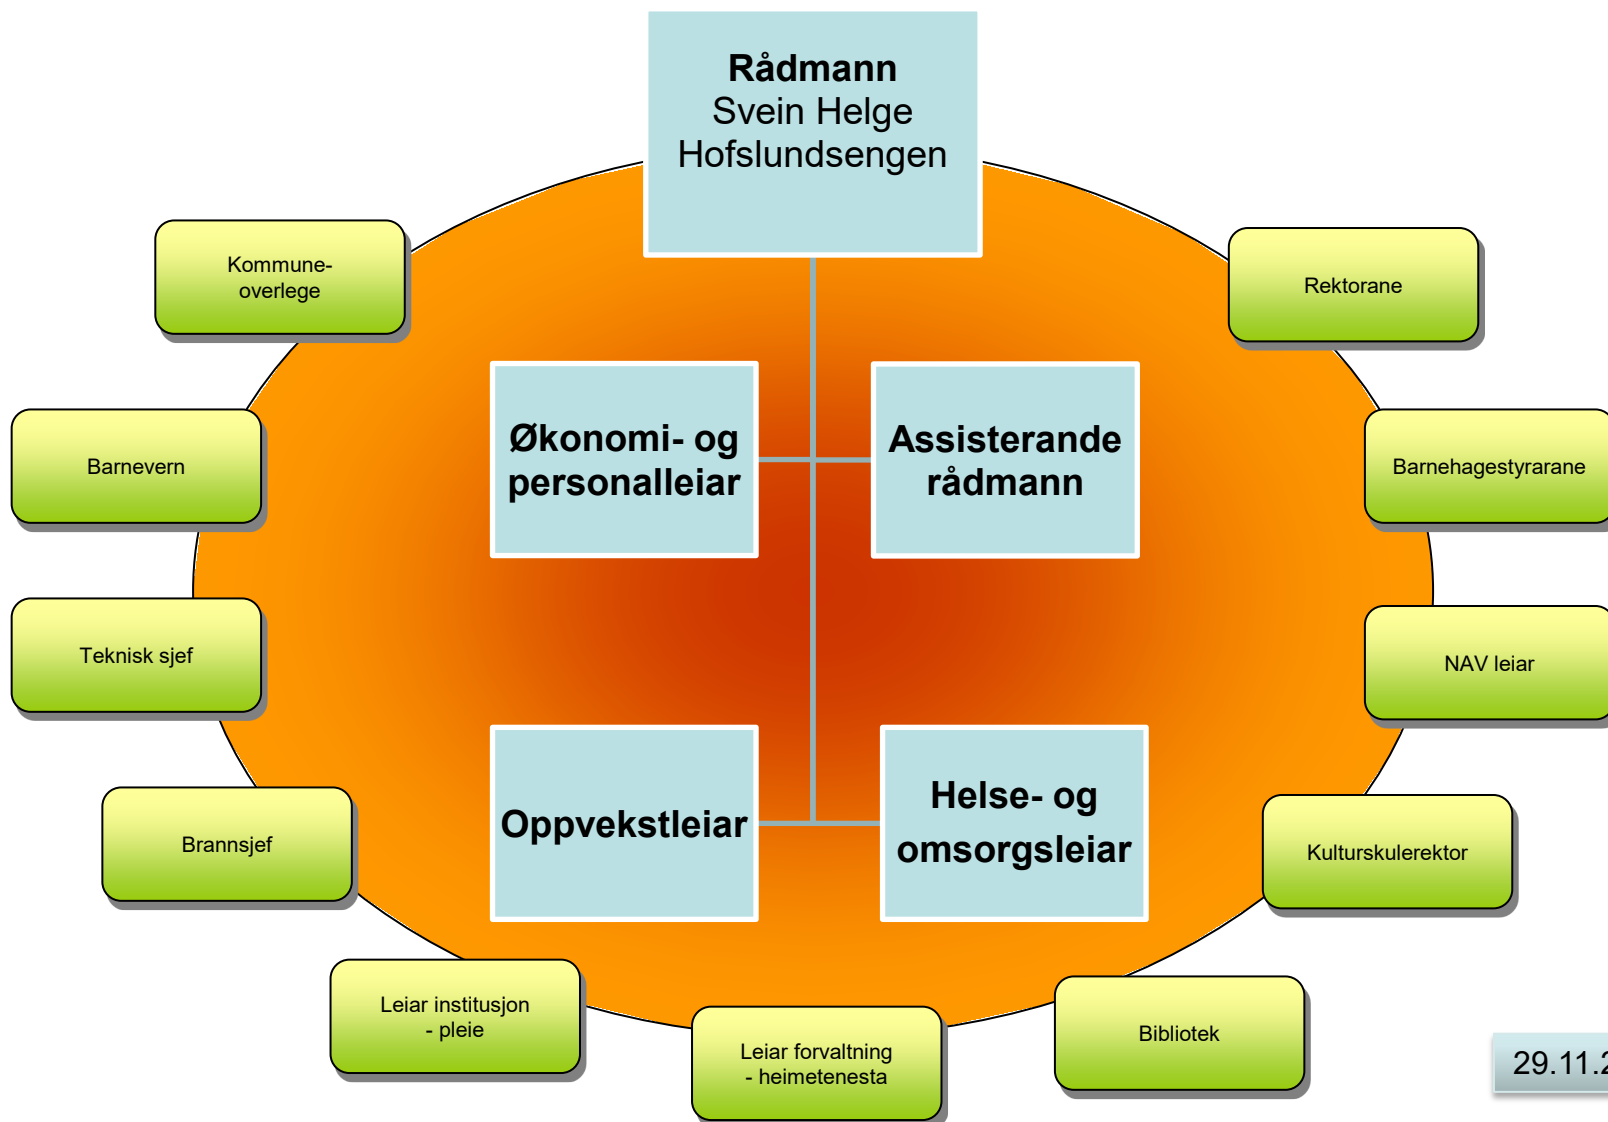 Rådmann
Svein Helge
Hofslundsengen
Kommune-
overlege
Rektorane
Økonomi- og
personalleiar
Assisterande
rådmann
Barnevern
Barnehagestyrarane
Teknisk sjef
NAV leiar
Oppvekstleiar
Helse- og
omsorgsleiar
Brannsjef
Kulturskulerektor
Leiar institusjon
- pleie
Leiar forvaltning
- heimetenesta
Bibliotek
29.11.2